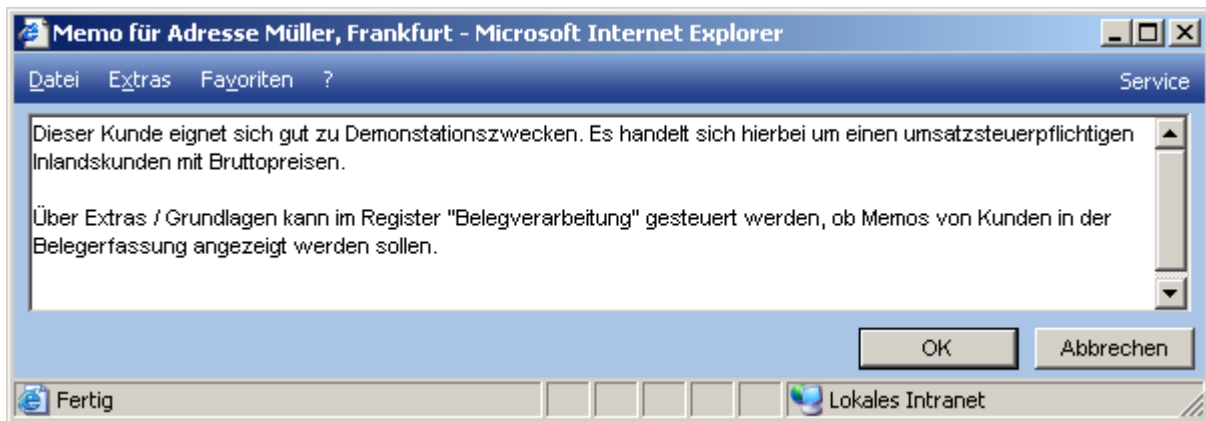 Memo für Adresse Müller, Frankfurt - Microsoft Internet Explorer
Datei Extras Favoriten ? Service
Dieser Kunde eignet sich gut zu Demonstationszwecken. Es handelt sich hierbei um einen umsatzsteuerpflichtigen
Inlandskunden mit Bruttopreisen.
Über Extras / Grundlagen kann im Register "Belegverarbeitung" gesteuert werden, ob Memos von Kunden in der
Belegerfassung angezeigt werden sollen.
OK Abbrechen
Fertig Lokales Intranet